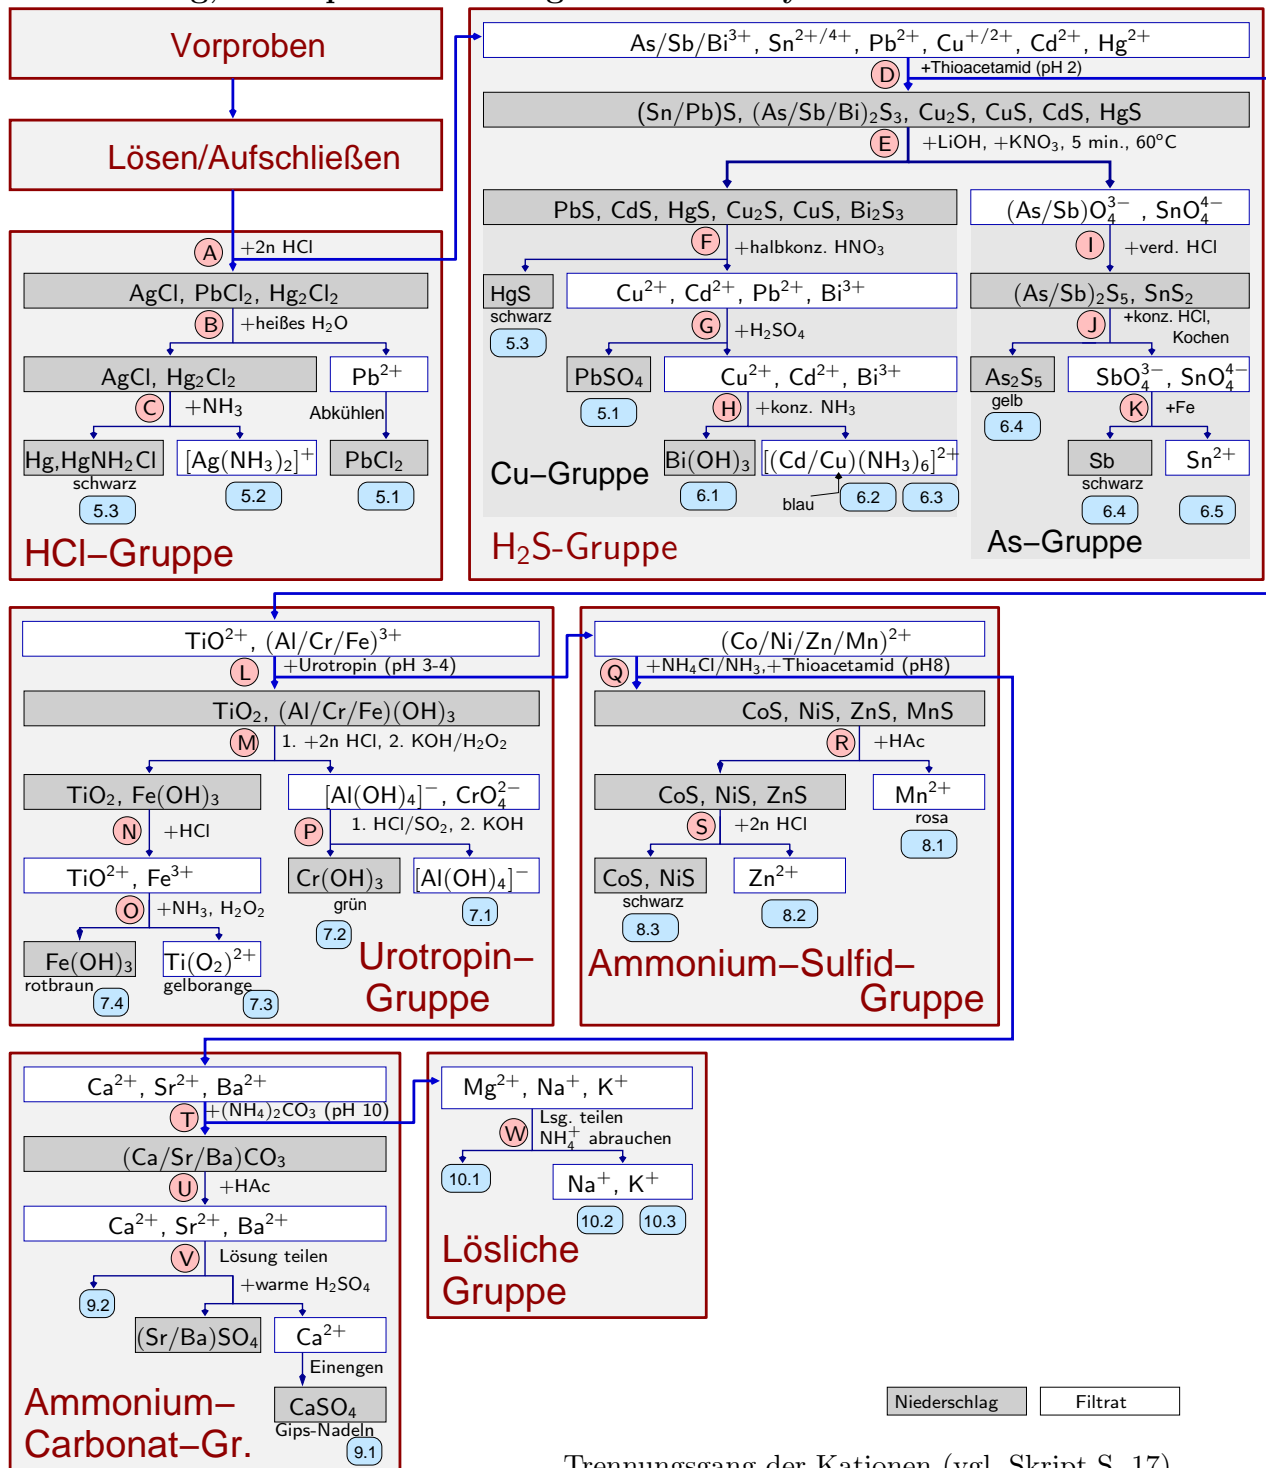 Vorproben
Lösen/Aufschließen
A +2n HCl
AgCl, PbCl₂, Hg₂Cl₂
B +heißes H₂O
AgCl, Hg₂Cl₂
Pb²⁺
C +NH₃
Abkühlen
Hg,HgNH₂Cl
[Ag(NH₃)₂]⁺
PbCl₂
schwarz
5.3
5.2
5.1
HCl–Gruppe
As/Sb/Bi³⁺, Sn²⁺/⁴⁺, Pb²⁺, Cu⁺/²⁺, Cd²⁺, Hg²⁺
D +Thioacetamid (pH 2)
(Sn/Pb)S, (As/Sb/Bi)₂S₃, Cu₂S, CuS, CdS, HgS
E +LiOH, +KNO₃, 5 min., 60°C
PbS, CdS, HgS, Cu₂S, CuS, Bi₂S₃
F +halbkonz. HNO₃
HgS
schwarz
5.3
Cu²⁺, Cd²⁺, Pb²⁺, Bi³⁺
G +H₂SO₄
PbSO₄
5.1
Cu²⁺, Cd²⁺, Bi³⁺
H +konz. NH₃
Bi(OH)₃
6.1
[(Cd/Cu)(NH₃)₆]²⁺
blau
6.2
6.3
Cu–Gruppe
(As/Sb)O₄³⁻, SnO₄⁴⁻
I +verd. HCl
(As/Sb)₂S₅, SnS₂
J +konz. HCl,
Kochen
As₂S₅
gelb
6.4
SbO₄³⁻, SnO₄⁴⁻
K +Fe
Sb
schwarz
6.4
Sn²⁺
6.5
As–Gruppe
H₂S-Gruppe
TiO²⁺, (Al/Cr/Fe)³⁺
L +Urotropin (pH 3-4)
TiO₂, (Al/Cr/Fe)(OH)₃
M 1. +2n HCl, 2. KOH/H₂O₂
TiO₂, Fe(OH)₃
[Al(OH)₄]⁻, CrO₄²⁻
N +HCl
P 1. HCl/SO₂, 2. KOH
TiO²⁺, Fe³⁺
Cr(OH)₃
grün
7.2
[Al(OH)₄]⁻
7.1
O +NH₃, H₂O₂
Fe(OH)₃
rotbraun
7.4
Ti(O₂)²⁺
gelborange
7.3
Urotropin–
Gruppe
(Co/Ni/Zn/Mn)²⁺
Q +NH₄Cl/NH₃,+Thioacetamid (pH8)
CoS, NiS, ZnS, MnS
R +HAc
CoS, NiS, ZnS
Mn²⁺
rosa
8.1
S +2n HCl
CoS, NiS
schwarz
8.3
Zn²⁺
8.2
Ammonium–Sulfid–
Gruppe
Ca²⁺, Sr²⁺, Ba²⁺
T +(NH₄)₂CO₃ (pH 10)
(Ca/Sr/Ba)CO₃
U +HAc
Ca²⁺, Sr²⁺, Ba²⁺
V Lösung teilen
9.2
+warme H₂SO₄
(Sr/Ba)SO₄
Ca²⁺
Einengen
CaSO₄
Gips-Nadeln
9.1
Ammonium–
Carbonat–Gr.
Mg²⁺, Na⁺, K⁺
W Lsg. teilen
NH₄⁺ abrauchen
10.1
Na⁺, K⁺
10.2
10.3
Lösliche
Gruppe
Niederschlag
Filtrat
Trennungsgang der Kationen (vgl. Skript S. 17)